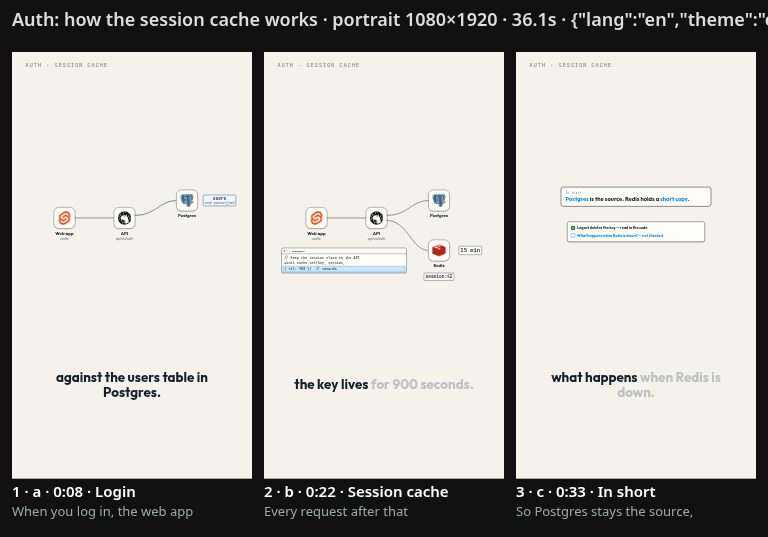 Auth: how the session cache works · portrait 1080×1920 · 36.1s · {"lang":"en","theme":"
AUTH · SESSION CACHE
users
Postgres
Web app
API
against the users table in
Postgres.
1 · a · 0:08 · Login
When you log in, the web app
AUTH · SESSION CACHE
Postgres
Web app
API
15 min
Redis
// keep the session close to the API
await cache.set(key, session,
{ ttl: 900 })  // seconds
session:42
the key lives for 900 seconds.
2 · b · 0:22 · Session cache
Every request after that
AUTH · SESSION CACHE
In short
Postgres is the source. Redis holds a short copy.
Logout deletes the key — read in the code
What happens when Redis is down? — not checked
what happens when Redis is
down.
3 · c · 0:33 · In short
So Postgres stays the source,